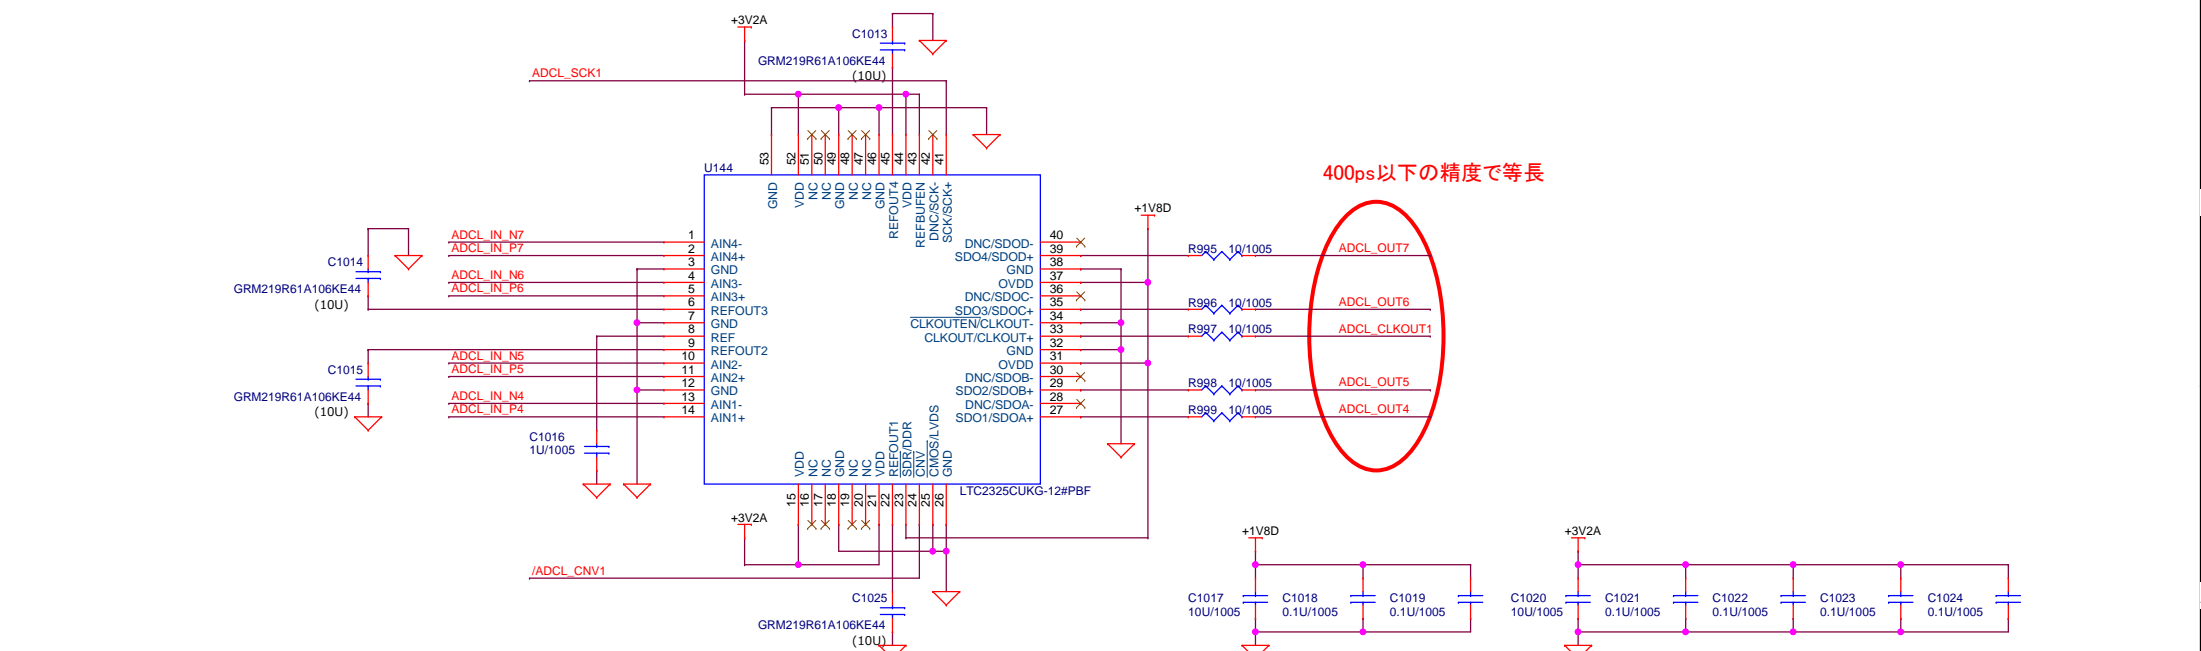 +3V2A
C1013
GRM219R61A106KE44
(10U)
ADCL_SCK1
53
52
51
50
49
48
47
46
45
44
43
42
41
U144
GND
VDD
NC
NC
GND
NC
NC
GND
REFOUT4
VDD
REFBUFEN
DNC/SCK-
SCK/SCK+
400ps以下の精度で等長
+1V8D
C1014
GRM219R61A106KE44
(10U)
C1015
GRM219R61A106KE44
(10U)
C1016
1U/1005
ADCL_IN_N7 1 AIN4-
ADCL_IN_P7 2 AIN4+
3 GND
ADCL_IN_N6 4 AIN3-
ADCL_IN_P6 5 AIN3+
6 REFOUT3
7 GND
8 REF
9 REFOUT2
ADCL_IN_N5 10 AIN2-
ADCL_IN_P5 11 AIN2+
12 GND
ADCL_IN_N4 13 AIN1-
ADCL_IN_P4 14 AIN1+
DNC/SDOD- 40
SDO4/SDOD+ 39 R995 10/1005 ADCL_OUT7
GND 38
OVDD 37
DNC/SDOC- 36
SDO3/SDOC+ 35 R996 10/1005 ADCL_OUT6
CLKOUTEN/CLKOUT- 34
CLKOUT/CLKOUT+ 33 R997 10/1005 ADCL_CLKOUT1
GND 32
OVDD 31
DNC/SDOB- 30
SDO2/SDOB+ 29 R998 10/1005 ADCL_OUT5
DNC/SDOA- 28
SDO1/SDOA+ 27 R999 10/1005 ADCL_OUT4
VDD
NC
NC
GND
NC
NC
VDD
REFOUT1
SDR/DDR
CNV
CMOS/LVDS
GND
15
16
17
18
19
20
21
22
23
24
25
26
LTC2325CUKG-12#PBF
+3V2A
/ADCL_CNV1
C1025
GRM219R61A106KE44
(10U)
+1V8D
C1017
10U/1005
C1018
0.1U/1005
C1019
0.1U/1005
+3V2A
C1020
10U/1005
C1021
0.1U/1005
C1022
0.1U/1005
C1023
0.1U/1005
C1024
0.1U/1005